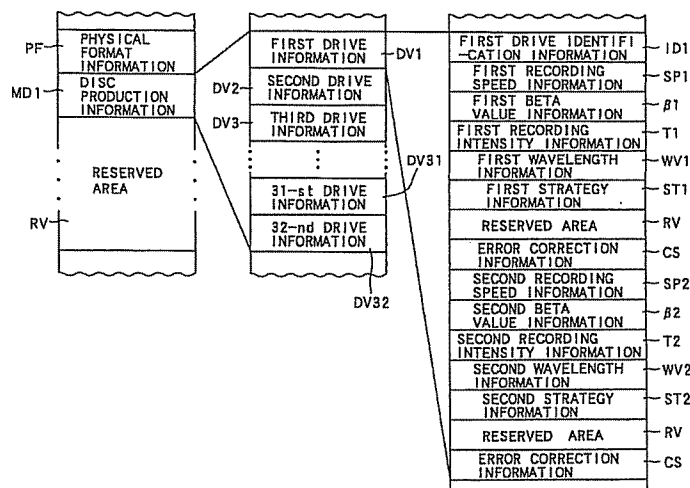 PF
PHYSICAL
FORMAT
INFORMATION
MD1
DISC
PRODUCTION
INFORMATION
RESERVED
AREA
RV
FIRST DRIVE
INFORMATION
DV1
DV2
SECOND DRIVE
INFORMATION
DV3
THIRD DRIVE
INFORMATION
DV31
31-st DRIVE
INFORMATION
32-nd DRIVE
INFORMATION
DV32
FIRST DRIVE IDENTIFI
-CATION INFORMATION
ID1
FIRST RECORDING
SPEED INFORMATION
SP1
FIRST BETA
VALUE INFORMATION
β1
FIRST RECORDING
INTENSITY INFORMATION
T1
FIRST WAVELENGTH
INFORMATION
WV1
FIRST STRATEGY
INFORMATION
ST1
RESERVED AREA
RV
ERROR CORRECTION
INFORMATION
CS
SECOND RECORDING
SPEED INFORMATION
SP2
SECOND BETA
VALUE INFORMATION
β2
SECOND RECORDING
INTENSITY INFORMATION
T2
SECOND WAVELENGTH
INFORMATION
WV2
SECOND STRATEGY
INFORMATION
ST2
RESERVED AREA
RV
ERROR CORRECTION
INFORMATION
CS